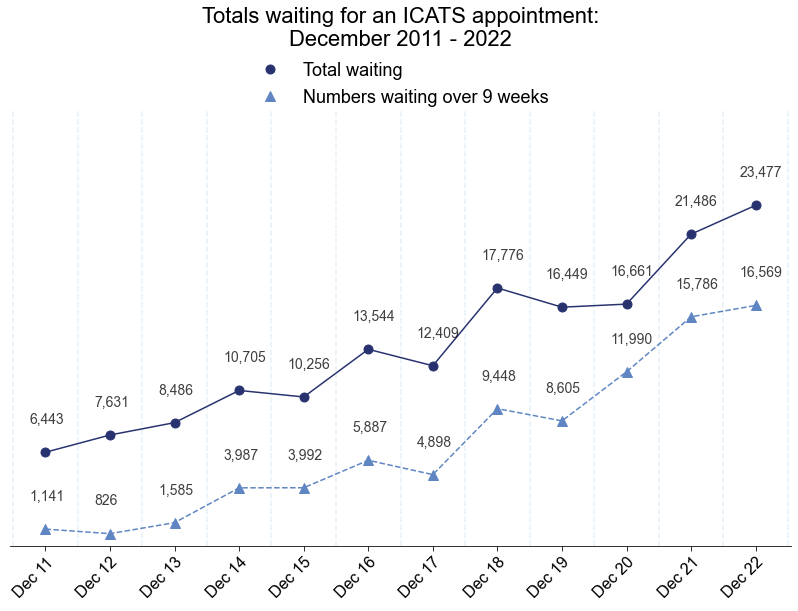 Totals waiting for an ICATS appointment:
December 2011 - 2022
Total waiting
Numbers waiting over 9 weeks
23,477
21,486
17,776
16,449
16,661
16,569
15,786
13,544
12,409
11,990
10,705
10,256
9,448
8,605
8,486
7,631
6,443
5,887
4,898
3,987
3,992
1,141
826
1,585
Dec 11
Dec 12
Dec 13
Dec 14
Dec 15
Dec 16
Dec 17
Dec 18
Dec 19
Dec 20
Dec 21
Dec 22